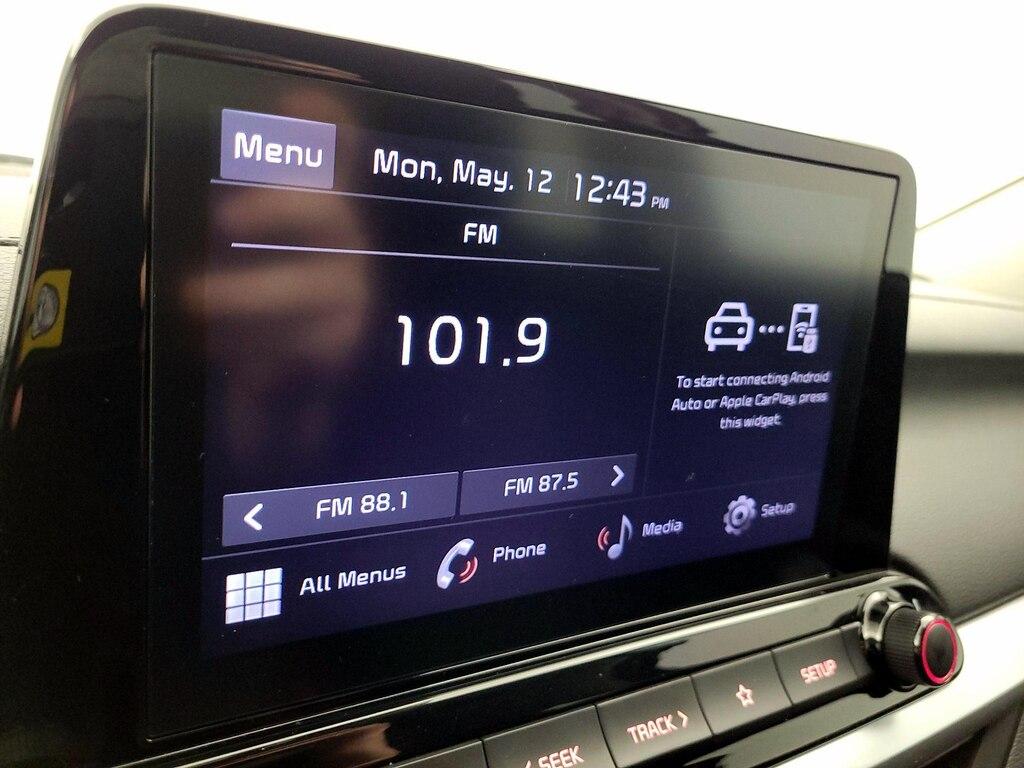 Menu
Mon, May. 12 12:43 PM
FM
101.9
To start connecting Android
Auto or Apple CarPlay, press
this widget.
< FM 88.1
FM 87.5 >
All Menus
Phone
Media
Setup
< SEEK
TRACK >
SETUP